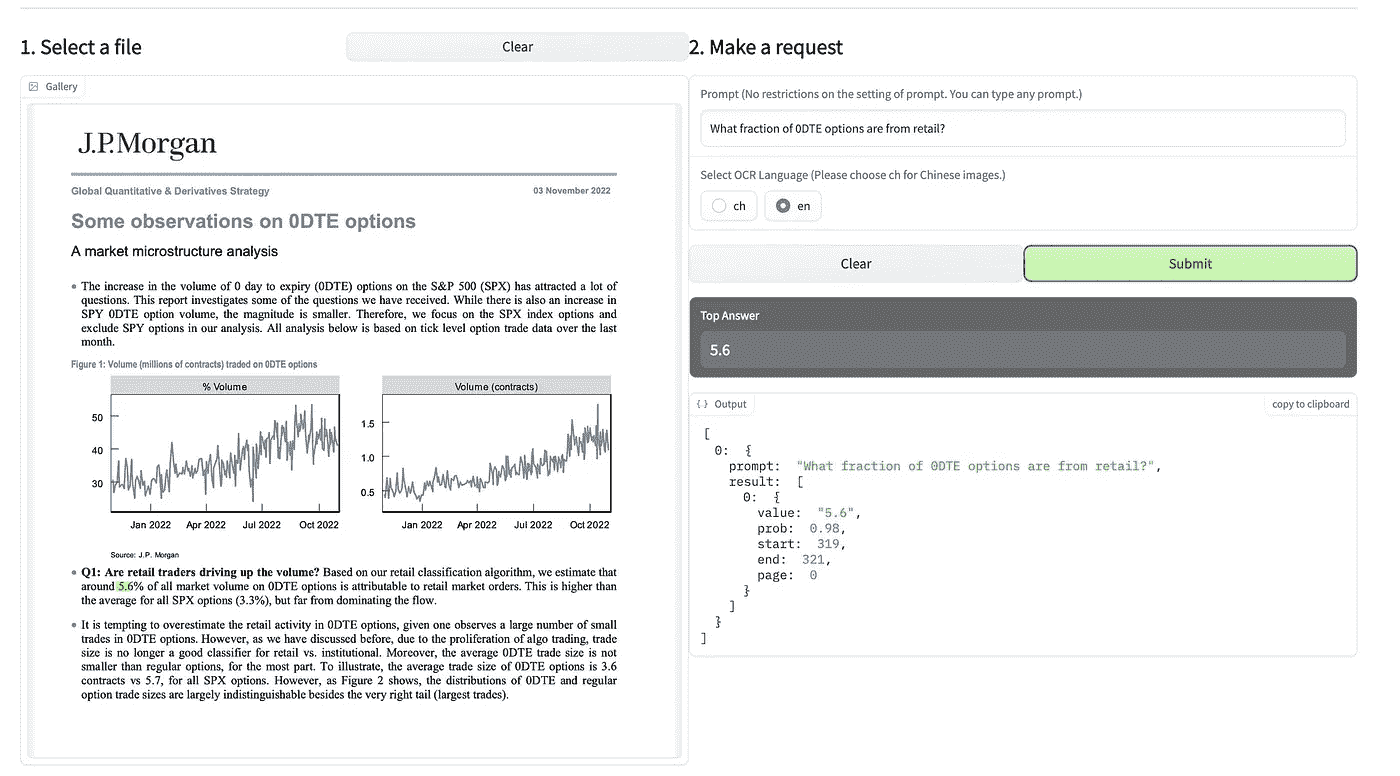 1. Select a file
Clear
Gallery
J.P.Morgan
Global Quantitative & Derivatives Strategy
03 November 2022
Some observations on 0DTE options
A market microstructure analysis
• The increase in the volume of 0 day to expiry (0DTE) options on the S&P 500 (SPX) has attracted a lot of
questions. This report investigates some of the questions we have received. While there is also an increase in
SPY 0DTE option volume, the magnitude is smaller. Therefore, we focus on the SPX index options and
exclude SPY options in our analysis. All analysis below is based on tick level option trade data over the last
month.
Figure 1: Volume (millions of contracts) traded on 0DTE options
% Volume
50
40
30
Jan 2022 Apr 2022 Jul 2022 Oct 2022
Volume (contracts)
1.5
1.0
0.5
Jan 2022 Apr 2022 Jul 2022 Oct 2022
Source: J.P. Morgan
• Q1: Are retail traders driving up the volume? Based on our retail classification algorithm, we estimate that
around 5.6% of all market volume on 0DTE options is attributable to retail market orders. This is higher than
the average for all SPX options (3.3%), but far from dominating the flow.
• It is tempting to overestimate the retail activity in 0DTE options, given one observes a large number of small
trades in 0DTE options. However, as we have discussed before, due to the proliferation of algo trading, trade
size is no longer a good classifier for retail vs. institutional. Moreover, the average 0DTE trade size is not
smaller than regular options, for the most part. To illustrate, the average trade size of 0DTE options is 3.6
contracts vs 5.7, for all SPX options. However, as Figure 2 shows, the distributions of 0DTE and regular
option trade sizes are largely indistinguishable besides the very right tail (largest trades).
2. Make a request
Prompt (No restrictions on the setting of prompt. You can type any prompt.)
What fraction of 0DTE options are from retail?
Select OCR Language (Please choose ch for Chinese images.)
ch
en
Clear
Submit
Top Answer
5.6
{ } Output
copy to clipboard
[
0: {
prompt: "What fraction of 0DTE options are from retail?",
result: [
0: {
value: "5.6",
prob: 0.98,
start: 319,
end: 321,
page: 0
}
]
}
]